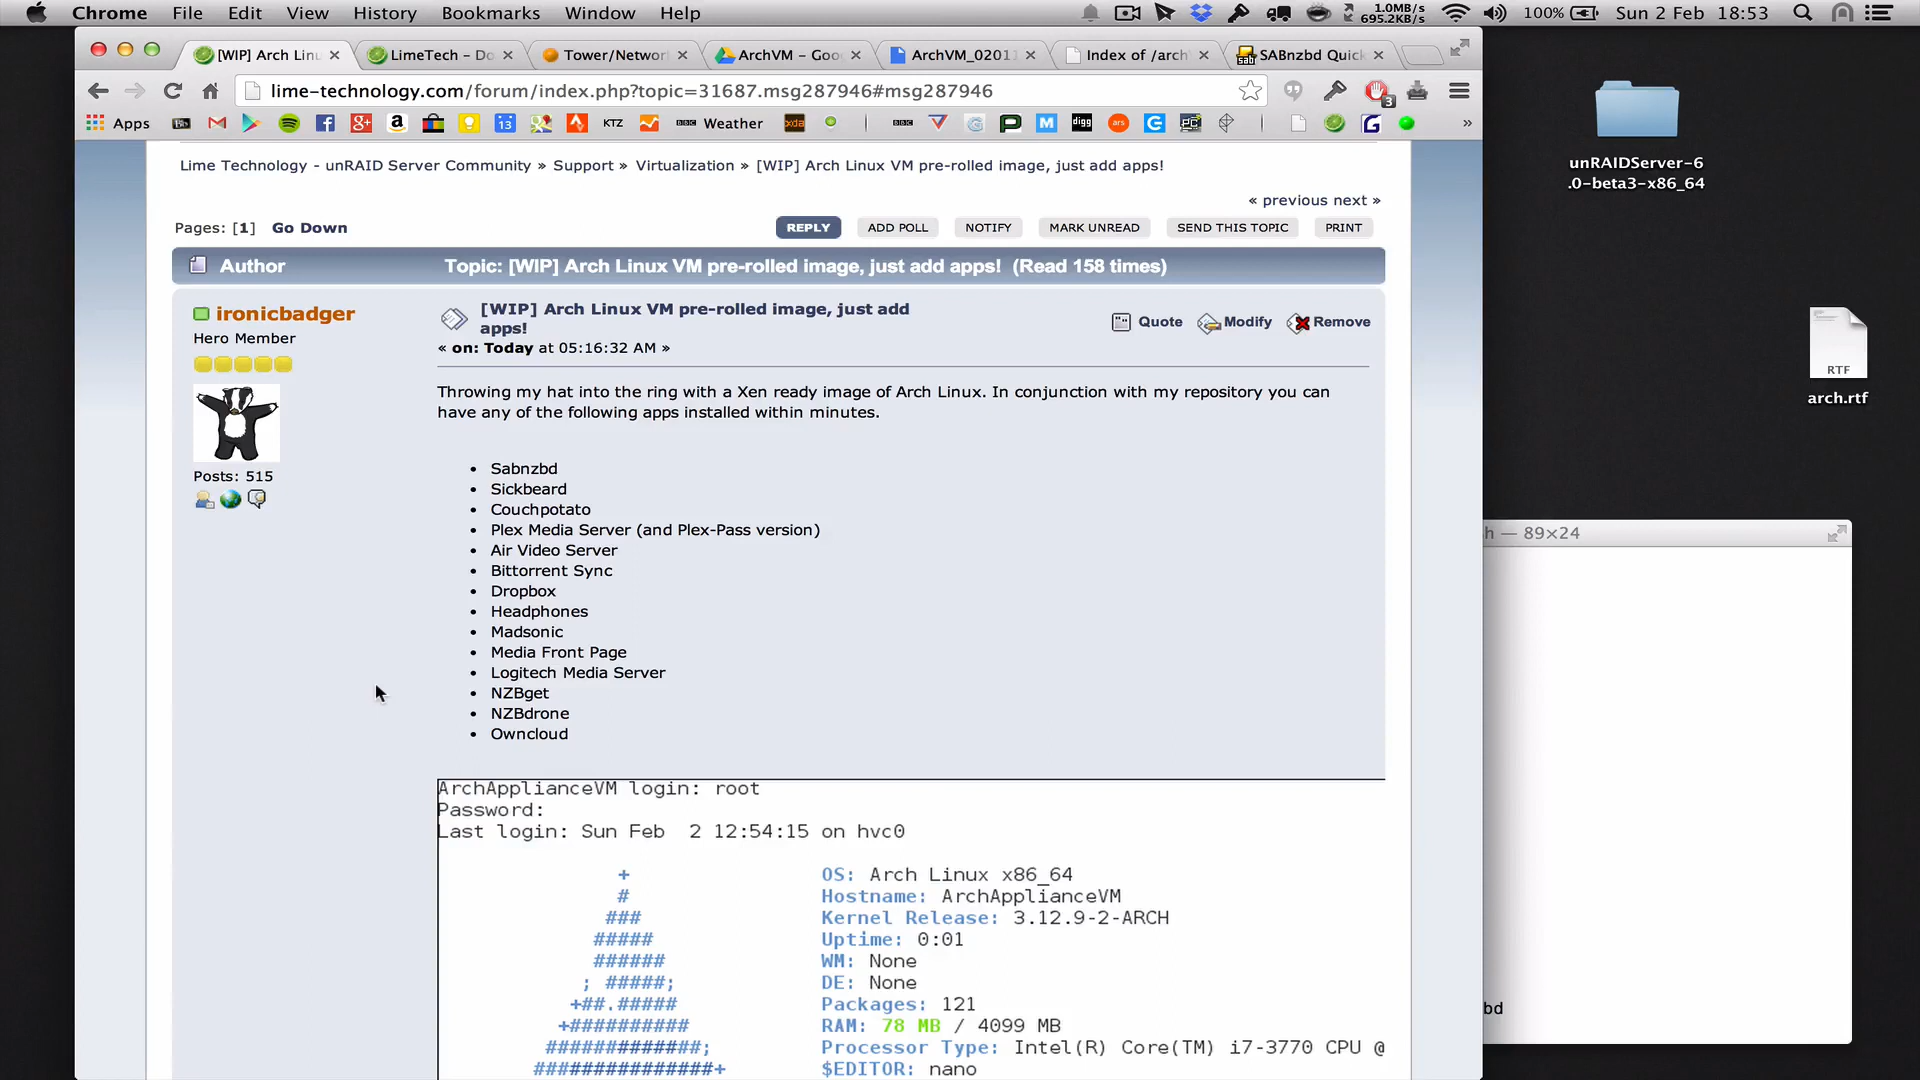 Chrome File Edit View History Bookmarks Window Help 1.0MB/s 695.2KB/s 100% Sun 2 Feb 18:53
[WIP] Arch Linu LimeTech - Do Tower/Networ ArchVM - Goo ArchVM_0201 Index of /arch SABnzbd Quick
lime-technology.com/forum/index.php?topic=31687.msg287946#msg287946 3
Apps 13 KTZ BBC Weather xda BBC digg ars
Lime Technology - unRAID Server Community » Support » Virtualization » [WIP] Arch Linux VM pre-rolled image, just add apps!
« previous next »
Pages: [1] Go Down REPLY ADD POLL NOTIFY MARK UNREAD SEND THIS TOPIC PRINT
Author Topic: [WIP] Arch Linux VM pre-rolled image, just add apps! (Read 158 times)
ironicbadger
Hero Member
Posts: 515
[WIP] Arch Linux VM pre-rolled image, just add
apps!
« on: Today at 05:16:32 AM »
Quote Modify Remove
Throwing my hat into the ring with a Xen ready image of Arch Linux. In conjunction with my repository you can
have any of the following apps installed within minutes.
• Sabnzbd
• Sickbeard
• Couchpotato
• Plex Media Server (and Plex-Pass version)
• Air Video Server
• Bittorrent Sync
• Dropbox
• Headphones
• Madsonic
• Media Front Page
• Logitech Media Server
• NZBget
• NZBdrone
• Owncloud
ArchApplianceVM login: root
Password:
Last login: Sun Feb  2 12:54:15 on hvc0
+ OS: Arch Linux x86_64
# Hostname: ArchApplianceVM
### Kernel Release: 3.12.9-2-ARCH
##### Uptime: 0:01
###### WM: None
; #####; DE: None
+##.##### Packages: 121
+########## RAM: 78 MB / 4099 MB
#############; Processor Type: Intel(R) Core(TM) i7-3770 CPU @
###############+ $EDITOR: nano
unRAIDServer-6
.0-beta3-x86_64
RTF
arch.rtf
h — 89×24
bd